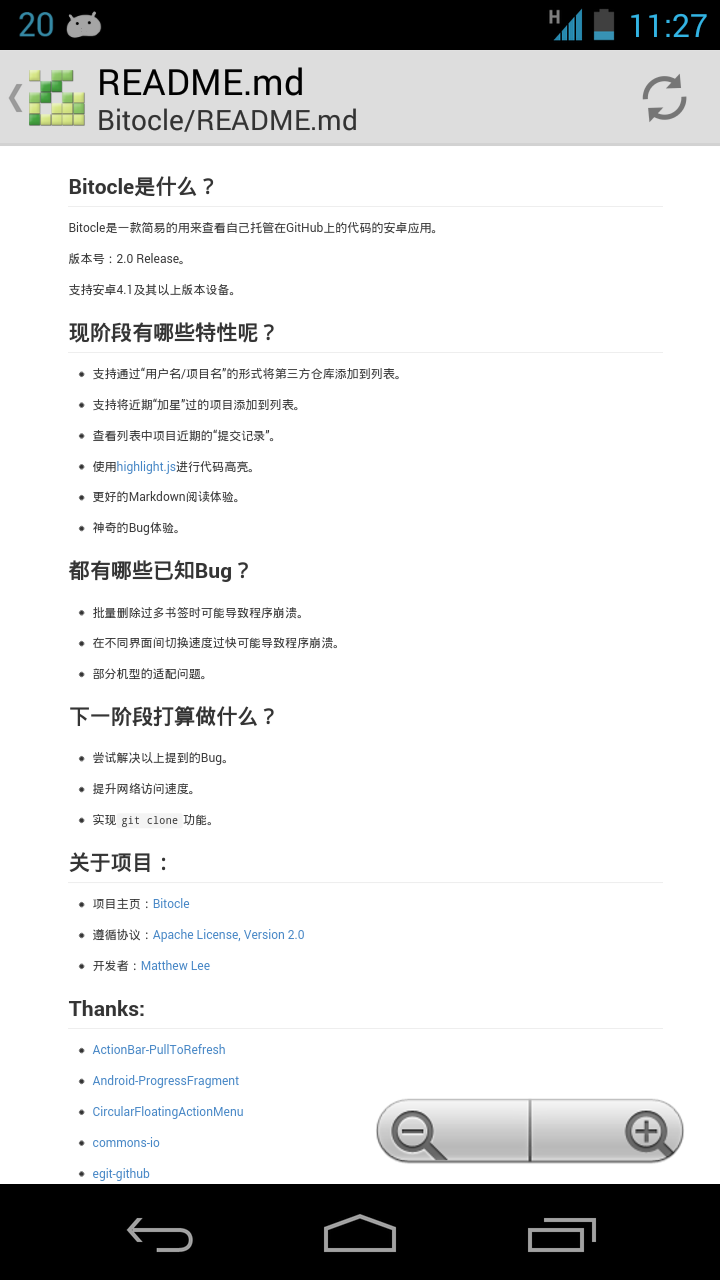 20
H
11:27
README.md
Bitocle/README.md
Bitocle是什么？
Bitocle是一款简易的用来查看自己托管在GitHub上的代码的安卓应用。
版本号：2.0 Release。
支持安卓4.1及其以上版本设备。
现阶段有哪些特性呢？
支持通过“用户名/项目名”的形式将第三方仓库添加到列表。
支持将近期“加星”过的项目添加到列表。
查看列表中项目近期的“提交记录”。
使用highlight.js进行代码高亮。
更好的Markdown阅读体验。
神奇的Bug体验。
都有哪些已知Bug？
批量删除过多书签时可能导致程序崩溃。
在不同界面间切换速度过快可能导致程序崩溃。
部分机型的适配问题。
下一阶段打算做什么？
尝试解决以上提到的Bug。
提升网络访问速度。
实现 git clone 功能。
关于项目：
项目主页：Bitocle
遵循协议：Apache License, Version 2.0
开发者：Matthew Lee
Thanks:
ActionBar-PullToRefresh
Android-ProgressFragment
CircularFloatingActionMenu
commons-io
egit-github